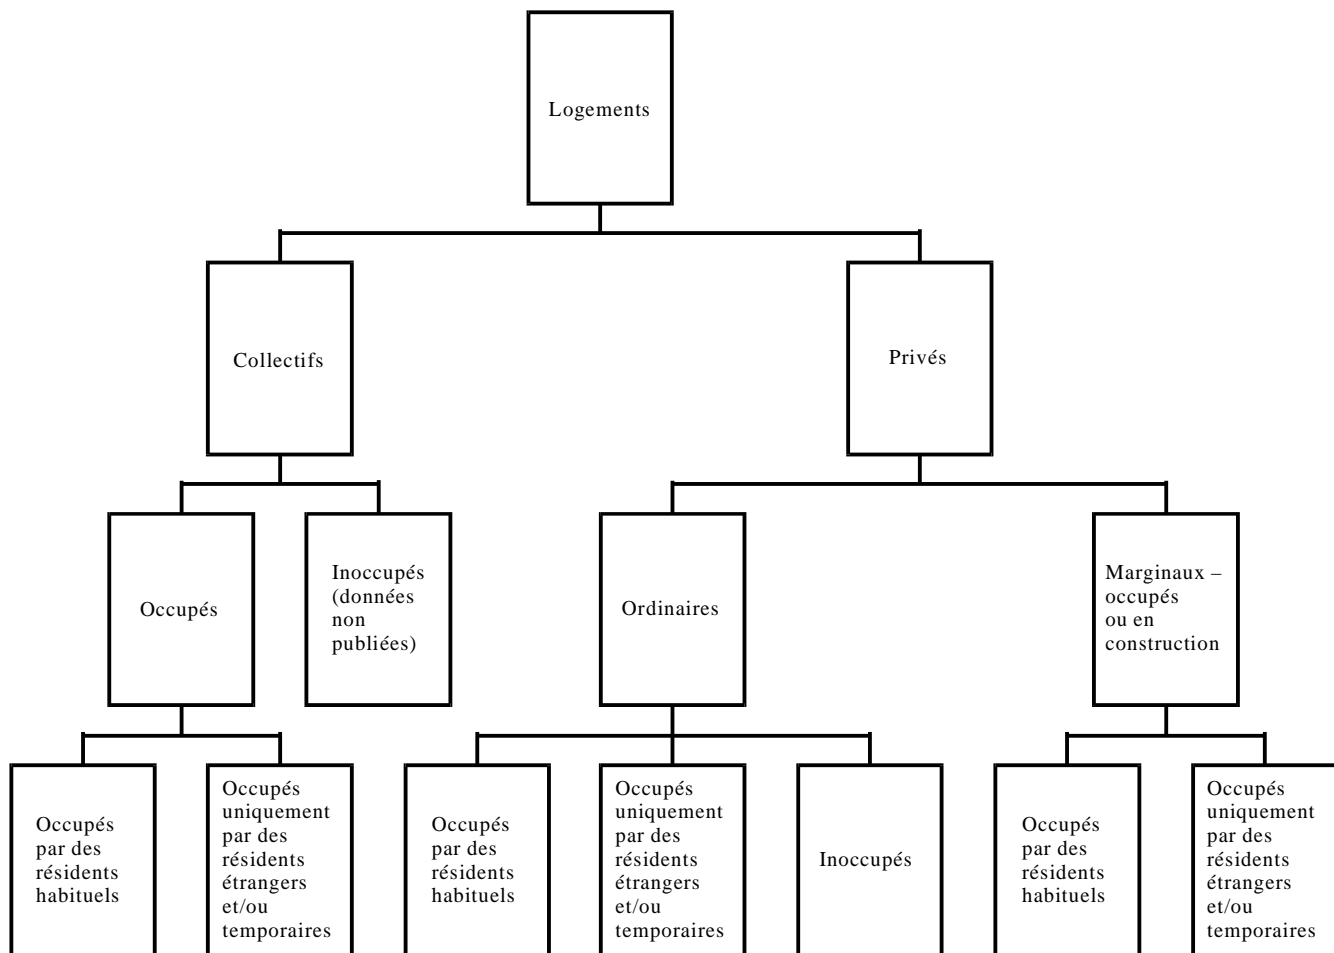 Logements
Collectifs
Privés
Occupés
Inoccupés
(données
non
publiées)
Ordinaires
Marginaux –
occupés
ou en
construction
Occupés
par des
résidents
habituels
Occupés
uniquement
par des
résidents
étrangers
et/ou
temporaires
Occupés
par des
résidents
habituels
Occupés
uniquement
par des
résidents
étrangers
et/ou
temporaires
Inoccupés
Occupés
par des
résidents
habituels
Occupés
uniquement
par des
résidents
étrangers
et/ou
temporaires